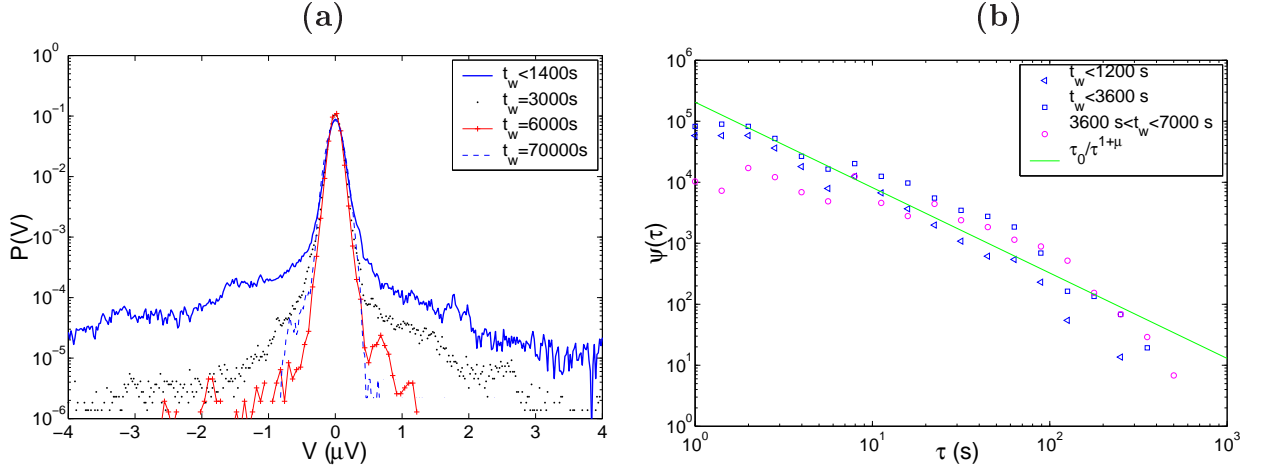 (a)
10^0
10^-1
10^-2
10^-3
10^-4
10^-5
10^-6
P(V)
−4 −3 −2 −1 0 1 2 3 4
V (μV)
t_w<1400s
t_w=3000s
t_w=6000s
t_w=70000s
(b)
10^6
10^5
10^4
10^3
10^2
10^1
10^0
ψ(τ)
10^0 10^1 10^2 10^3
τ (s)
t_w<1200 s
t_w<3600 s
3600 s<t_w<7000 s
τ_0/τ^1+μ